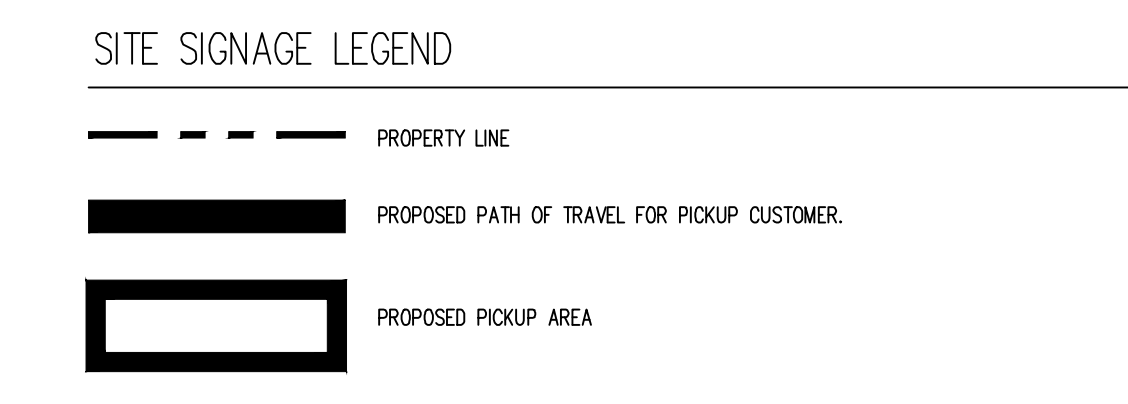 SITE SIGNAGE LEGEND
PROPERTY LINE
PROPOSED PATH OF TRAVEL FOR PICKUP CUSTOMER.
PROPOSED PICKUP AREA